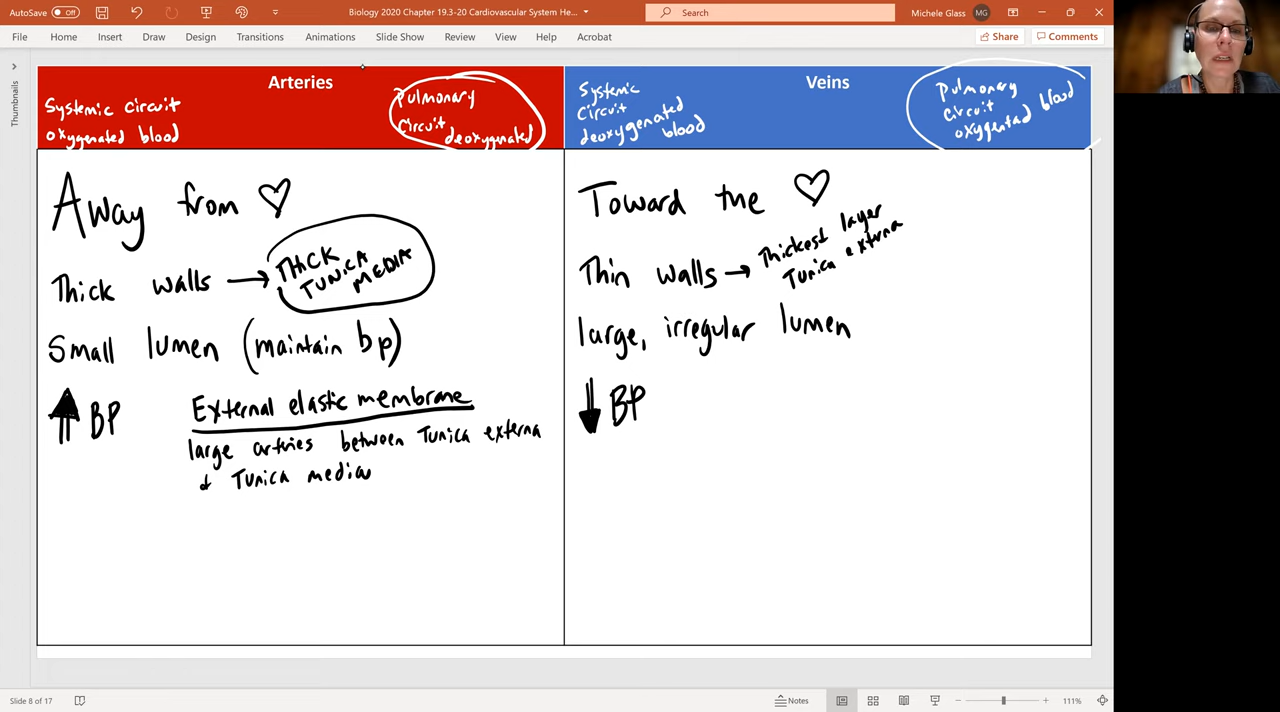 AutoSave Off
Biology 2020 Chapter 19.3-20 Cardiovascular System He...
Search
Michele Glass MG
File Home Insert Draw Design Transitions Animations Slide Show Review View Help Acrobat
Share Comments
Thumbnails
Arteries
Systemic circuit
oxygenated blood
Pulmonary
Circuit deoxygenated
Away from
Thick walls → THICK
TUNICA
MEDIA
Small lumen (maintain bp)
↑ BP
External elastic membrane
large arteries between Tunica externa
& Tunica media
Veins
Systemic
Circuit
deoxygenated
blood
Pulmonary
circuit
oxygentad blood
Toward the
Thin walls → Thickest layer
Tunica externa
large, irregular lumen
↓ BP
Slide 8 of 17
Notes
111%